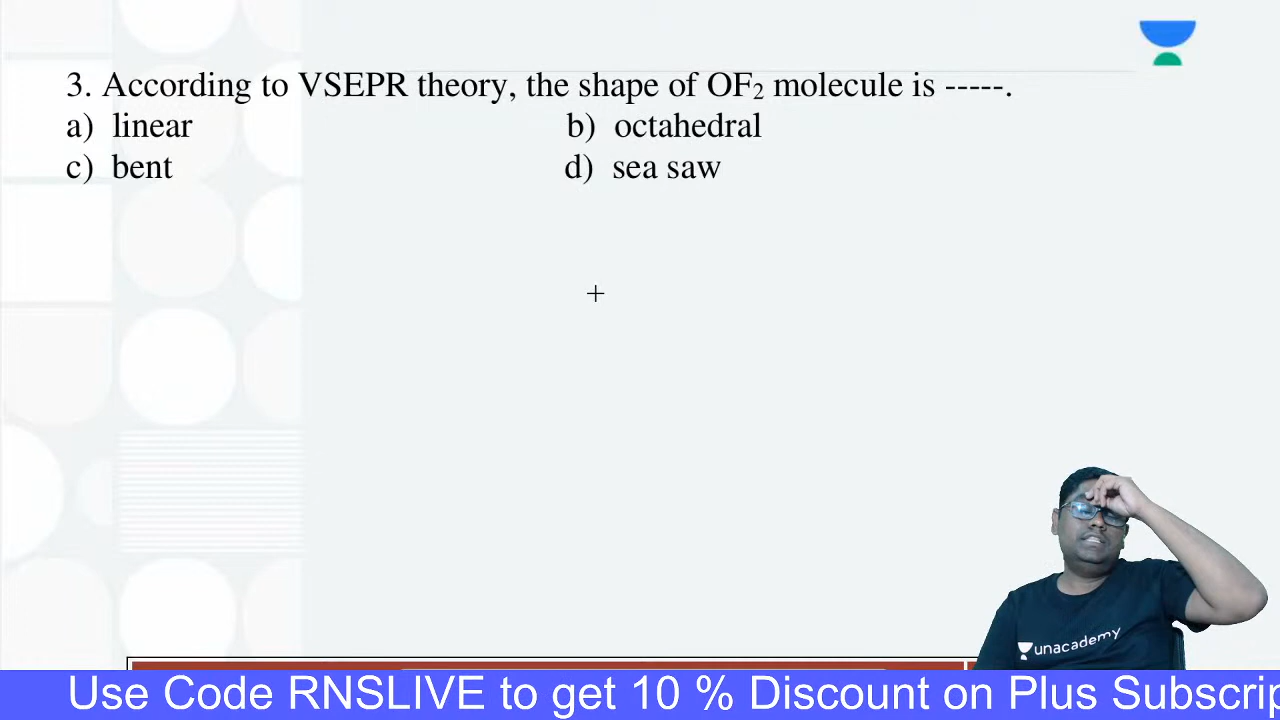 3. According to VSEPR theory, the shape of OF₂ molecule is -----.
a) linear b) octahedral
c) bent d) sea saw
unacademy
Use Code RNSLIVE to get 10 % Discount on Plus Subscrip